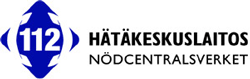 112
HÄTÄKESKUSLAITOS
NÖDCENTRALSVERKET